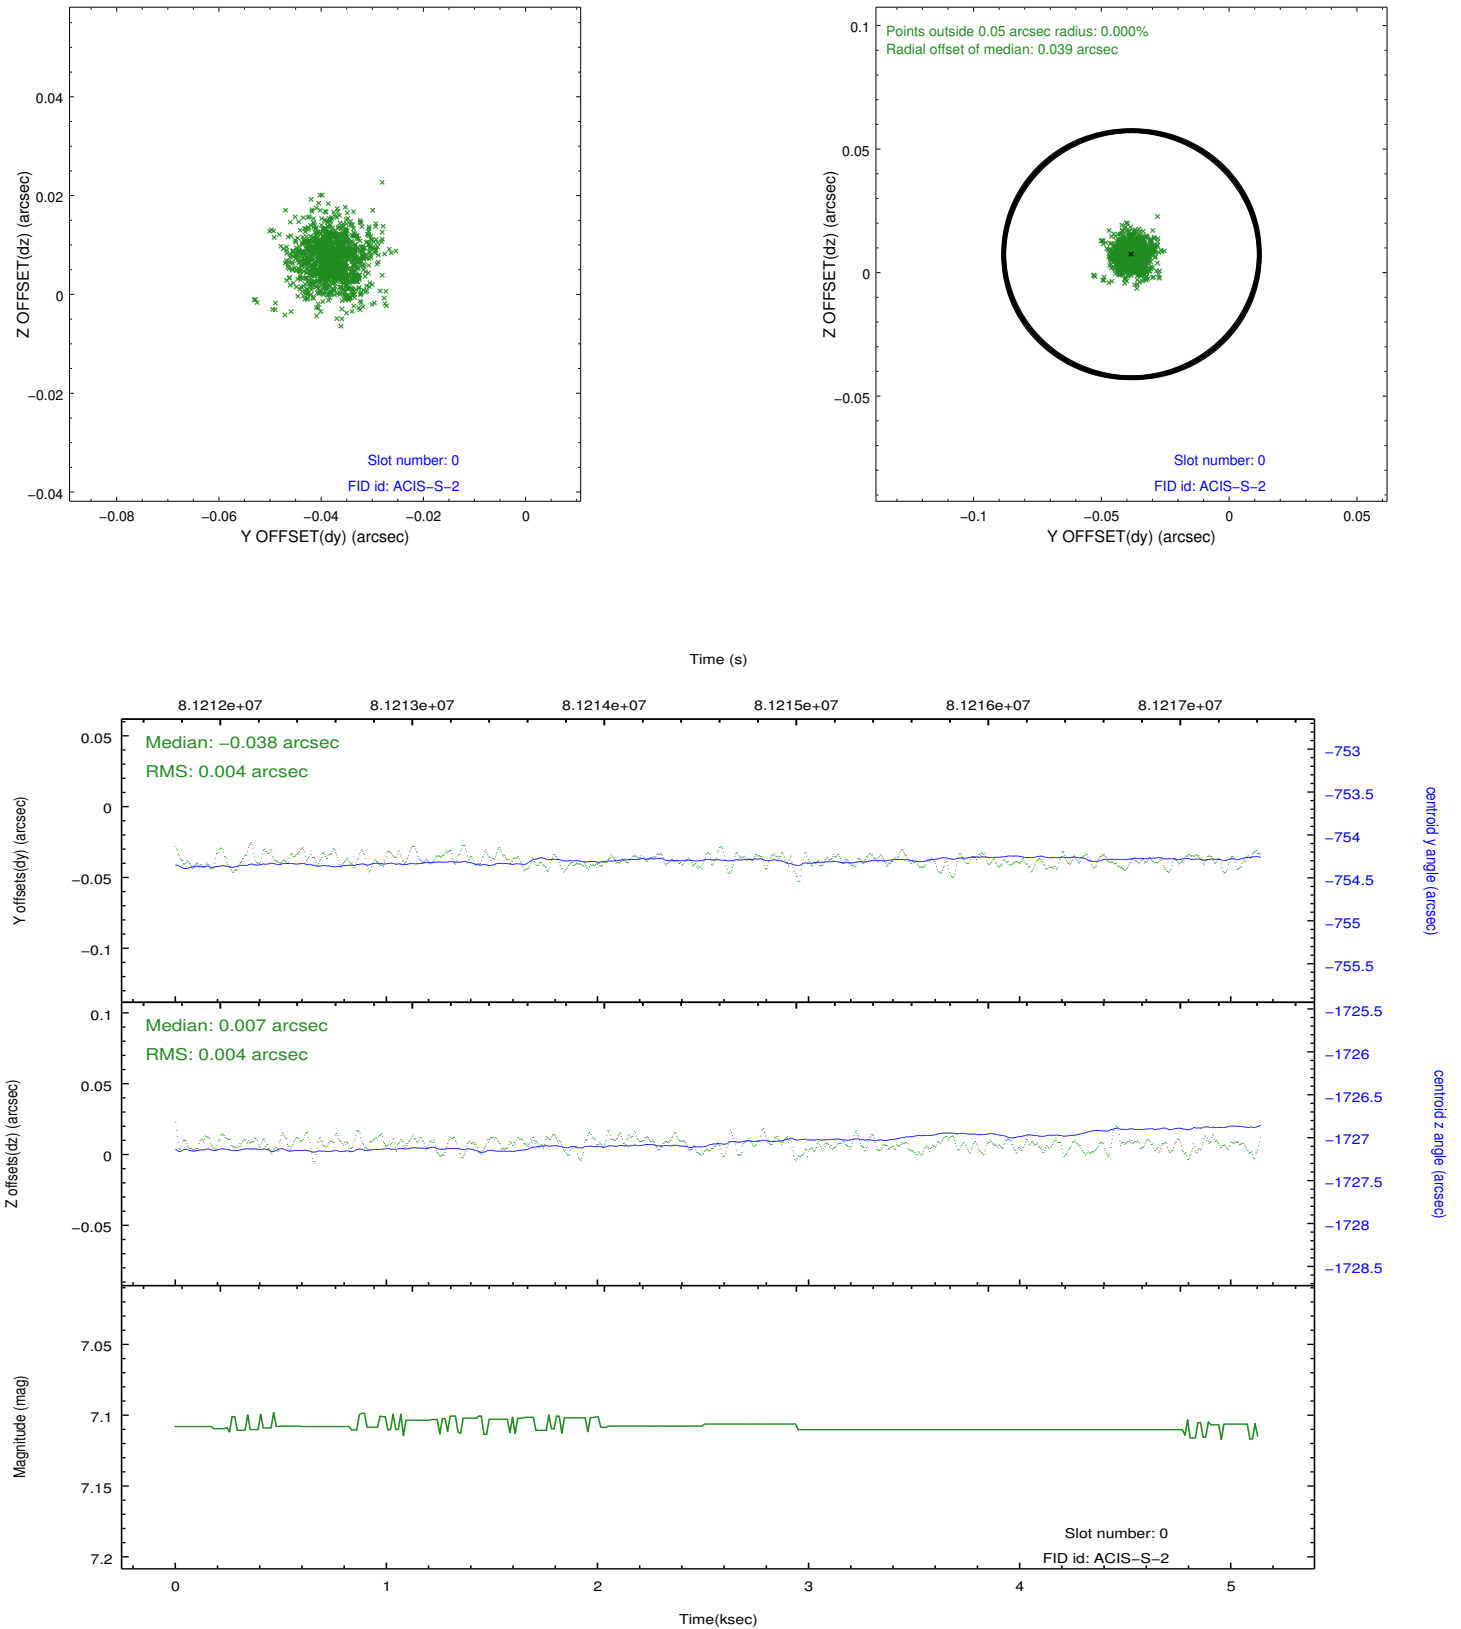 0.04
0.02
0
−0.02
−0.04
Z OFFSET(dz) (arcsec)
Slot number: 0
FID id: ACIS−S−2
−0.08
−0.06
−0.04
−0.02
0
Y OFFSET(dy) (arcsec)
Points outside 0.05 arcsec radius: 0.000%
Radial offset of median: 0.039 arcsec
0.1
0.05
0
−0.05
Z OFFSET(dz) (arcsec)
Slot number: 0
FID id: ACIS−S−2
−0.1
−0.05
0
0.05
Y OFFSET(dy) (arcsec)
Time (s)
8.1212e+07
8.1213e+07
8.1214e+07
8.1215e+07
8.1216e+07
8.1217e+07
Median: −0.038 arcsec
RMS: 0.004 arcsec
0.05
0
−0.05
−0.1
Y offsets(dy) (arcsec)
−753
−753.5
−754
−754.5
−755
−755.5
centroid y angle (arcsec)
Median: 0.007 arcsec
RMS: 0.004 arcsec
0.1
0.05
0
−0.05
Z offsets(dz) (arcsec)
−1725.5
−1726
−1726.5
−1727
−1727.5
−1728
−1728.5
centroid z angle (arcsec)
7.05
7.1
7.15
7.2
Magnitude (mag)
Slot number: 0
FID id: ACIS−S−2
0
1
2
3
4
5
Time(ksec)